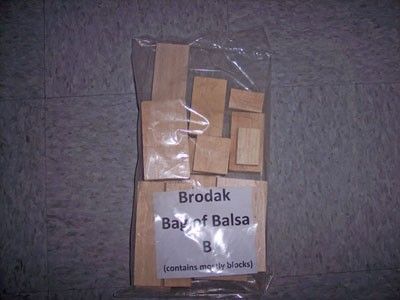 Brodak
Bag of Balsa
B
(contains mostly blocks)